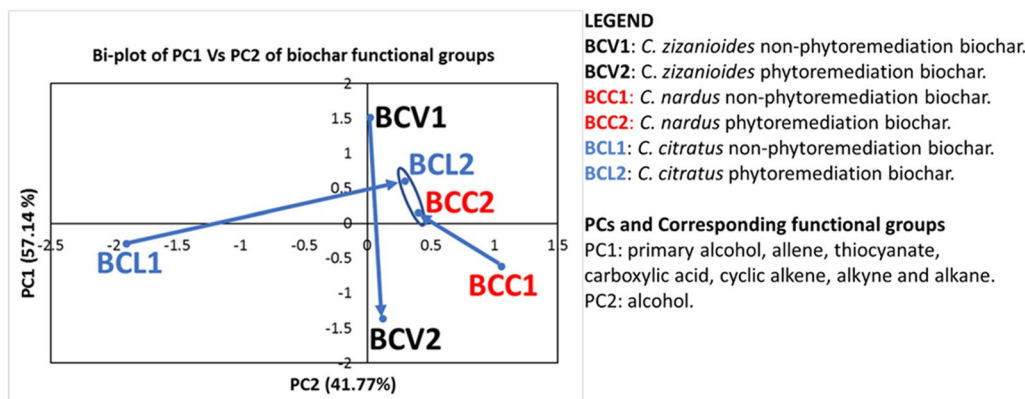 Bi-plot of PC1 Vs PC2 of biochar functional groups
PC1 (57.14 %)
2
1.5
1
0.5
0
-0.5
-1
-1.5
-2
-2.5 -2 -1.5 -1 -0.5 0 0.5 1 1.5
BCV1
BCL2
BCC2
BCL1
BCC1
BCV2
PC2 (41.77%)
LEGEND
BCV1: C. zizanioides non-phytoremediation biochar.
BCV2: C. zizanioides phytoremediation biochar.
BCC1: C. nardus non-phytoremediation biochar.
BCC2: C. nardus phytoremediation biochar.
BCL1: C. citratus non-phytoremediation biochar.
BCL2: C. citratus phytoremediation biochar.
PCs and Corresponding functional groups
PC1: primary alcohol, allene, thiocyanate,
carboxylic acid, cyclic alkene, alkyne and alkane.
PC2: alcohol.